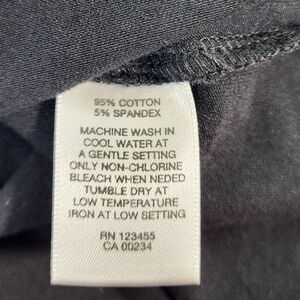 95% COTTON
5% SPANDEX
MACHINE WASH IN
COOL WATER AT
A GENTLE SETTING
ONLY NON-CHLORINE
BLEACH WHEN NEDED
TUMBLE DRY AT
LOW TEMPERATURE
IRON AT LOW SETTING
RN 123455
CA 00234